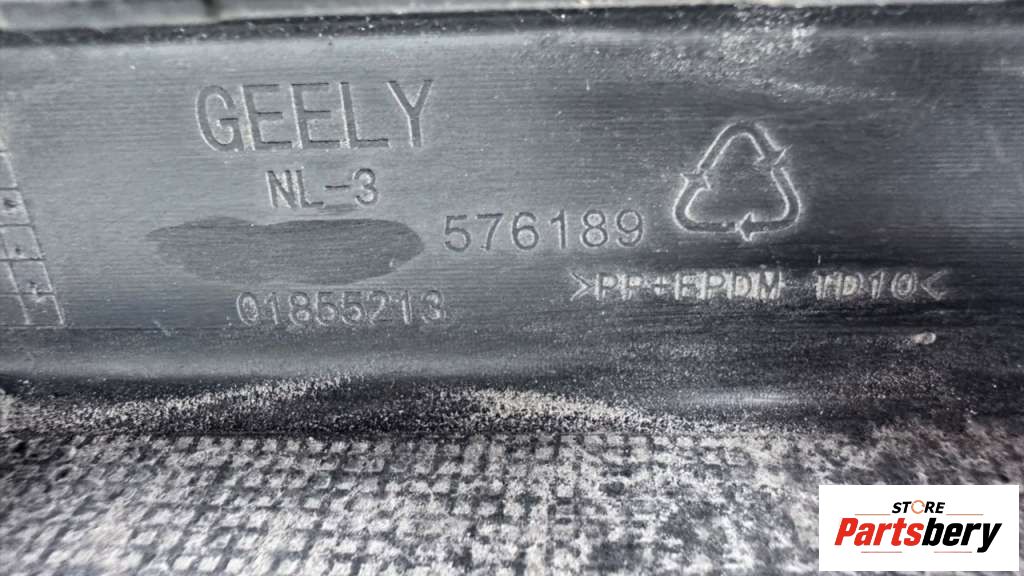 GEELY
NL-3
576189
01855213
>PP+EPDM TD10<
STORE
Partsbery